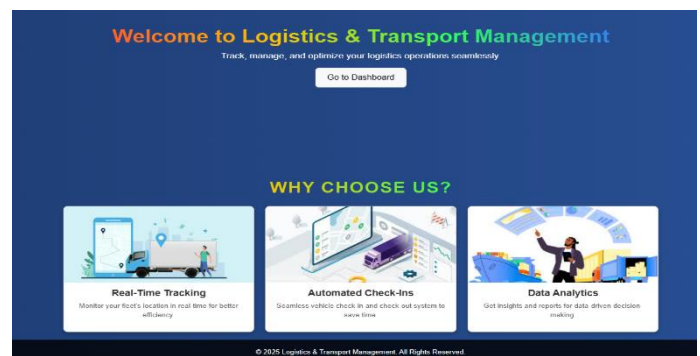 Welcome to Logistics & Transport Management
Track, manage, and optimize your logistics operations seamlessly
Go to Dashboard
WHY CHOOSE US?
Real-Time Tracking
Monitor your fleet's location in real time for better
efficiency
Automated Check-Ins
Seamless vehicle check in and check out system to
save time
Data Analytics
Get insights and reports for data driven decision
making
© 2025 Logistics & Transport Management. All Rights Reserved.